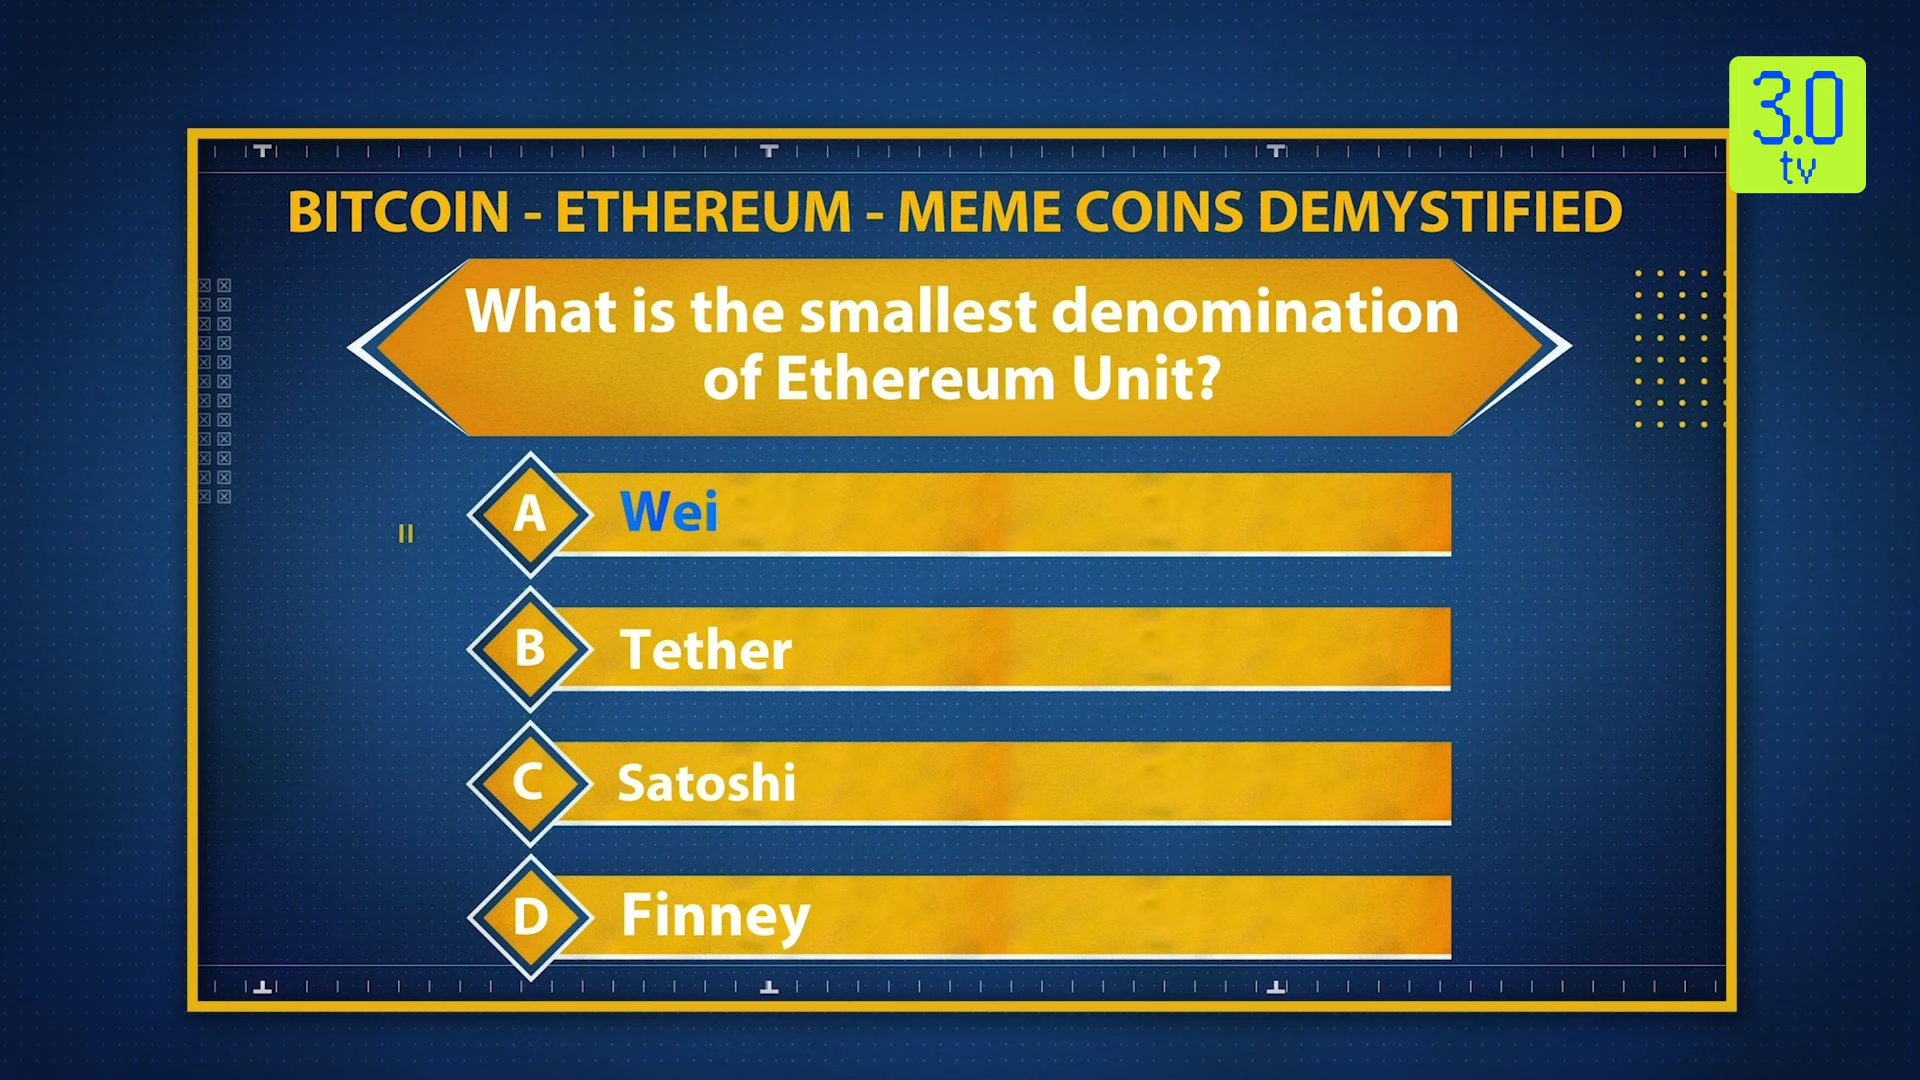 3.0
tv
BITCOIN - ETHEREUM - MEME COINS DEMYSTIFIED
What is the smallest denomination
of Ethereum Unit?
A Wei
B Tether
C Satoshi
D Finney